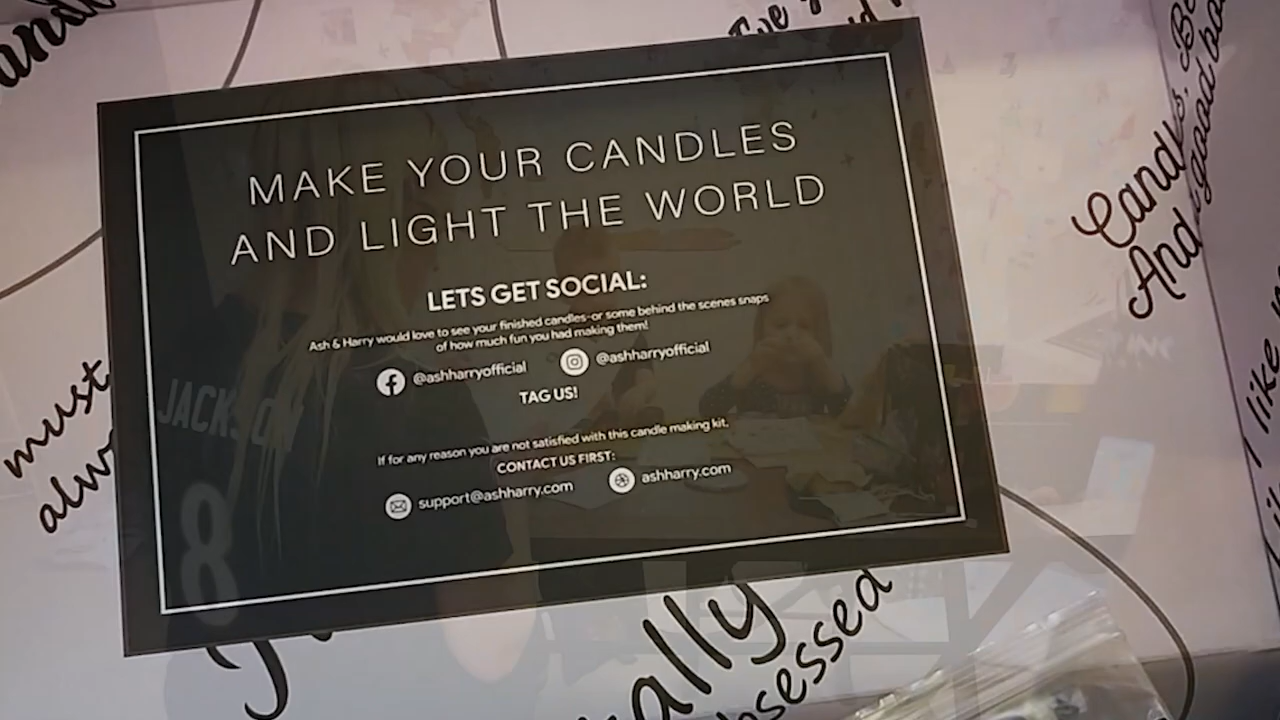 MAKE YOUR CANDLES
AND LIGHT THE WORLD
LETS GET SOCIAL:
Ash & Harry would love to see your finished candles-or some behind the scenes snaps
of how much fun you had making them!
@ashharryofficial @ashharryofficial
TAG US!
If for any reason you are not satisfied with this candle making kit,
CONTACT US FIRST:
support@ashharry.com ashharry.com
JACKSON
8
must
Candles,
And a good
I like
obsessed